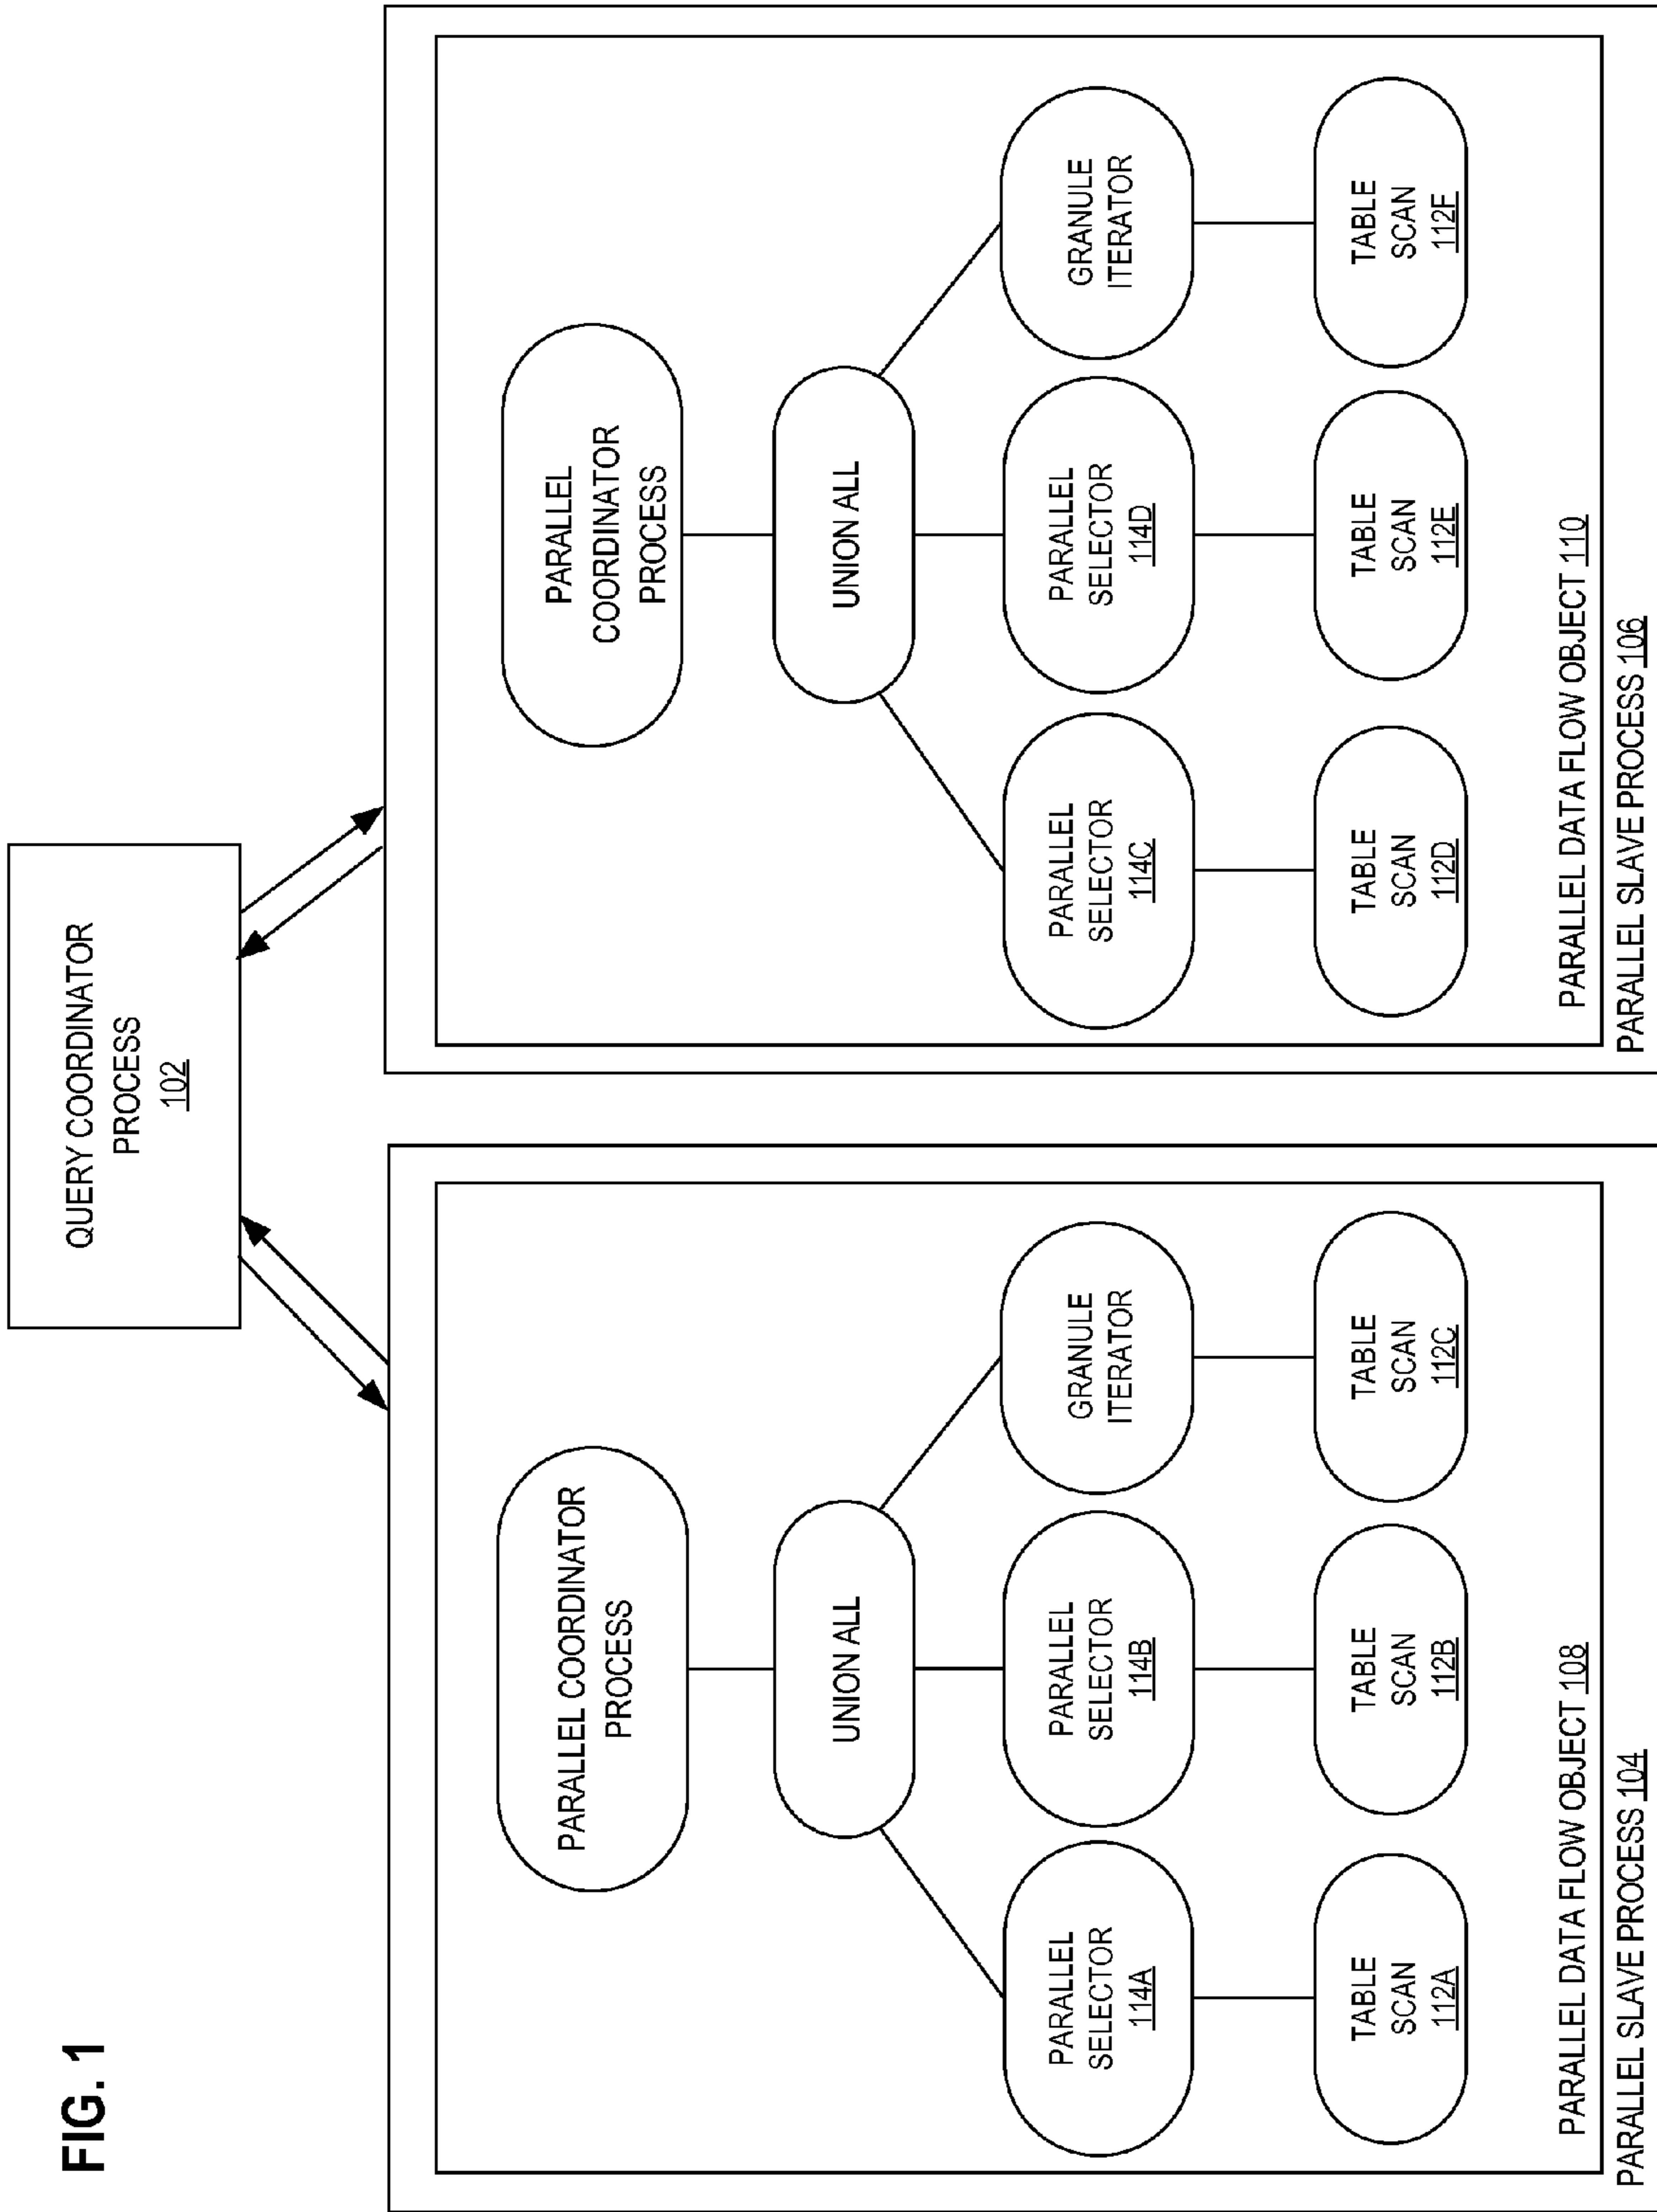 FIG. 1
QUERY COORDINATOR
PROCESS
102
PARALLEL COORDINATOR
PROCESS
UNION ALL
PARALLEL
SELECTOR
114A
PARALLEL
SELECTOR
114B
GRANULE
ITERATOR
TABLE
SCAN
112A
TABLE
SCAN
112B
TABLE
SCAN
112C
PARALLEL DATA FLOW OBJECT 108
PARALLEL SLAVE PROCESS 104
PARALLEL
COORDINATOR
PROCESS
UNION ALL
PARALLEL
SELECTOR
114C
PARALLEL
SELECTOR
114D
GRANULE
ITERATOR
TABLE
SCAN
112D
TABLE
SCAN
112E
TABLE
SCAN
112F
PARALLEL DATA FLOW OBJECT 110
PARALLEL SLAVE PROCESS 106